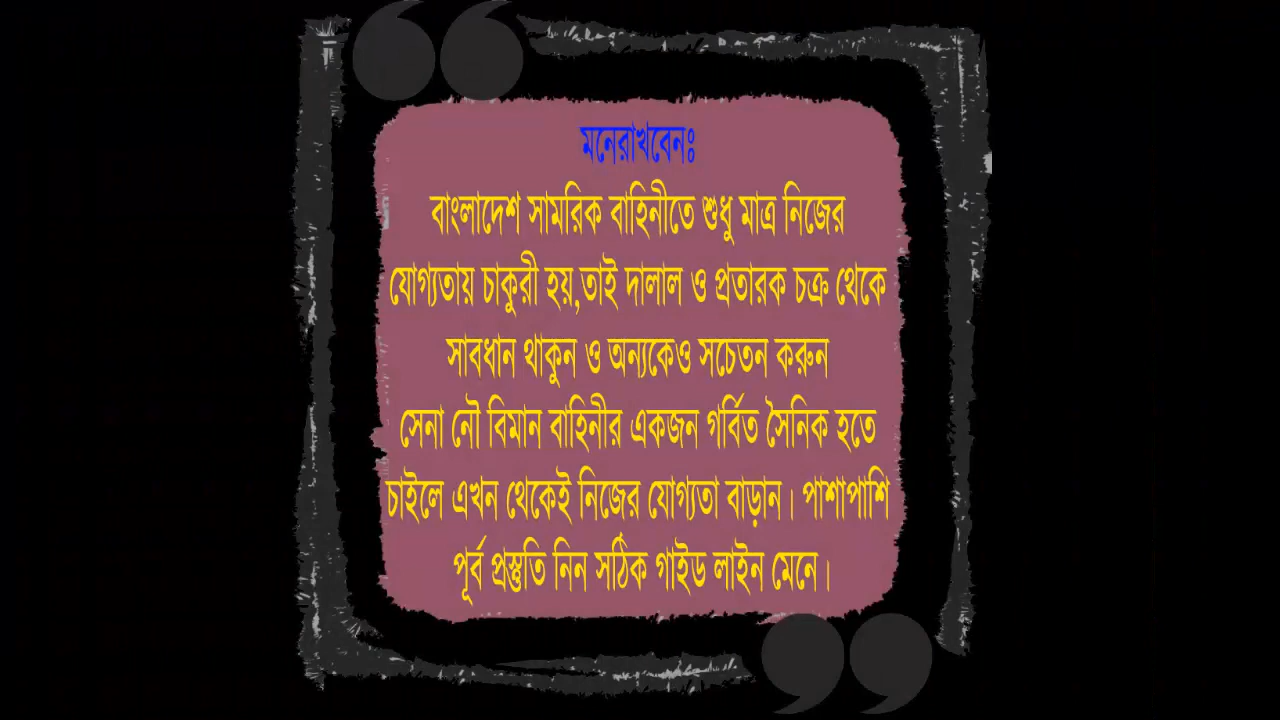 মনেরাখবেনঃ
বাংলাদেশ সামরিক বাহিনীতে শুধু মাত্র নিজের
যোগ্যতায় চাকুরী হয়,তাই দালাল ও প্রতারক চক্র থেকে
সাবধান থাকুন ও অন্যকেও সচেতন করুন
সেনা নৌ বিমান বাহিনীর একজন গর্বিত সৈনিক হতে
চাইলে এখন থেকেই নিজের যোগ্যতা বাড়ান। পাশাপাশি
পূর্ব প্রস্তুতি নিন সঠিক গাইড লাইন মেনে।